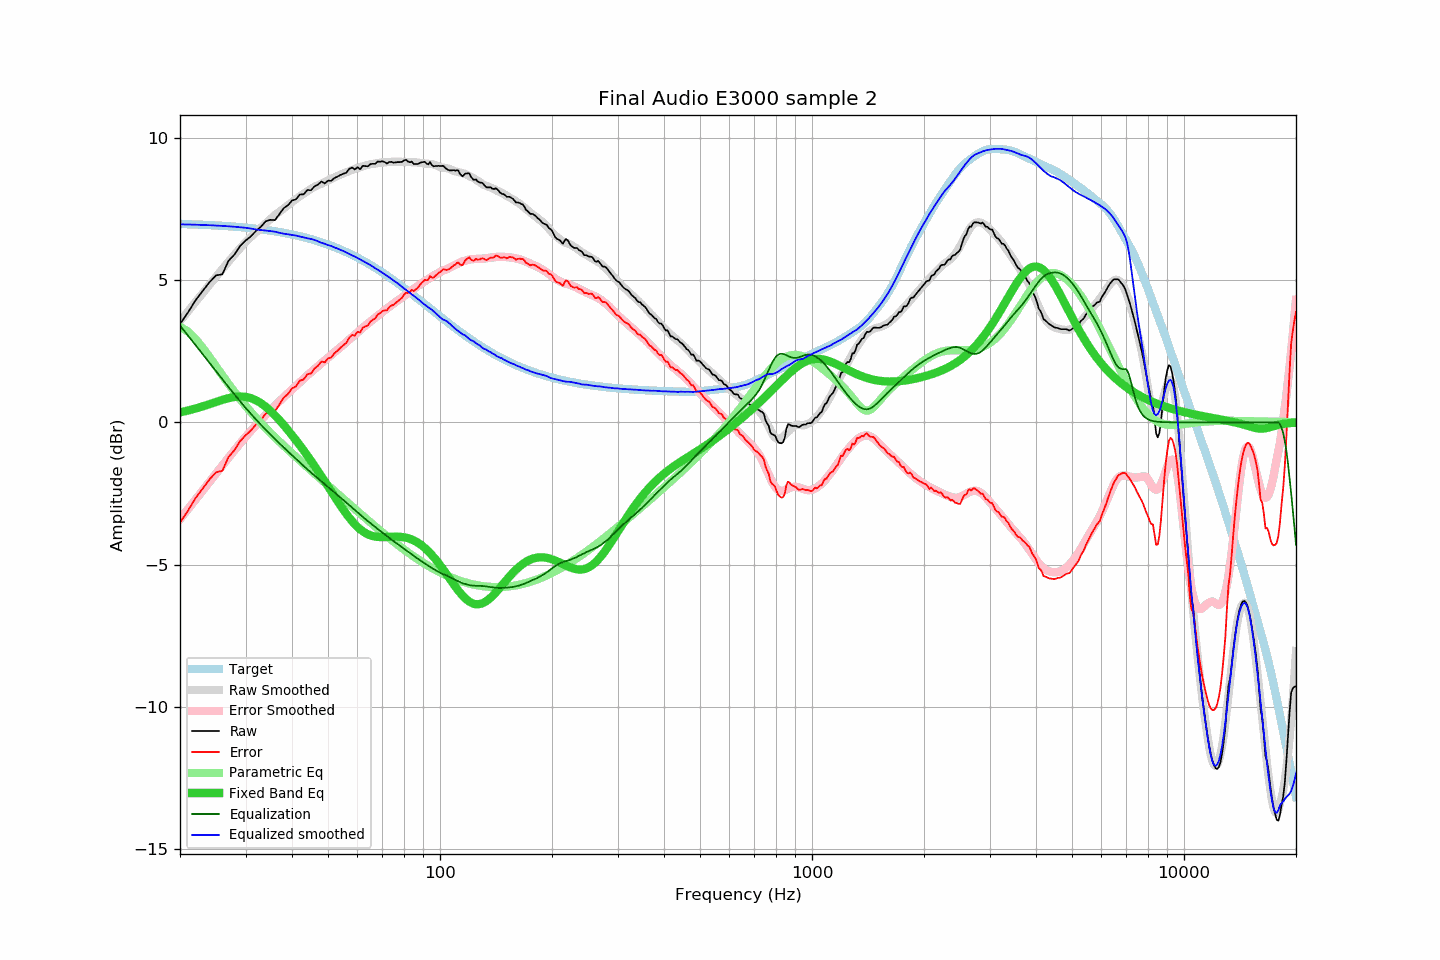 Final Audio E3000 sample 2
10
5
0
−5
−10
−15
Amplitude (dBr)
100
1000
10000
Frequency (Hz)
Target
Raw Smoothed
Error Smoothed
Raw
Error
Parametric Eq
Fixed Band Eq
Equalization
Equalized smoothed